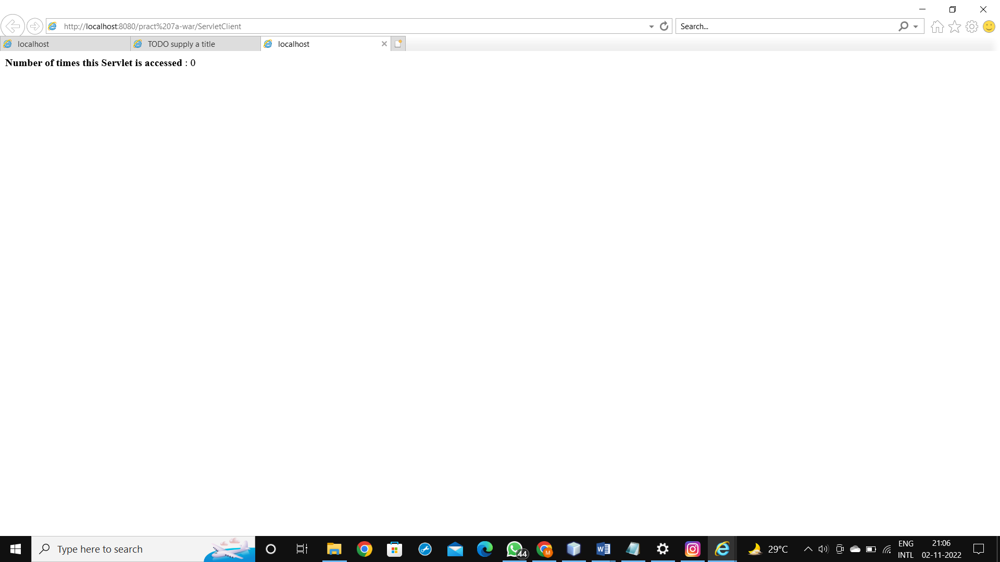 http://localhost:8080/pract%207a-war/ServletClient
Search...
localhost
TODO supply a title
localhost
Number of times this Servlet is accessed : 0
Type here to search
44
M
29°C
ENG
INTL
21:06
02-11-2022